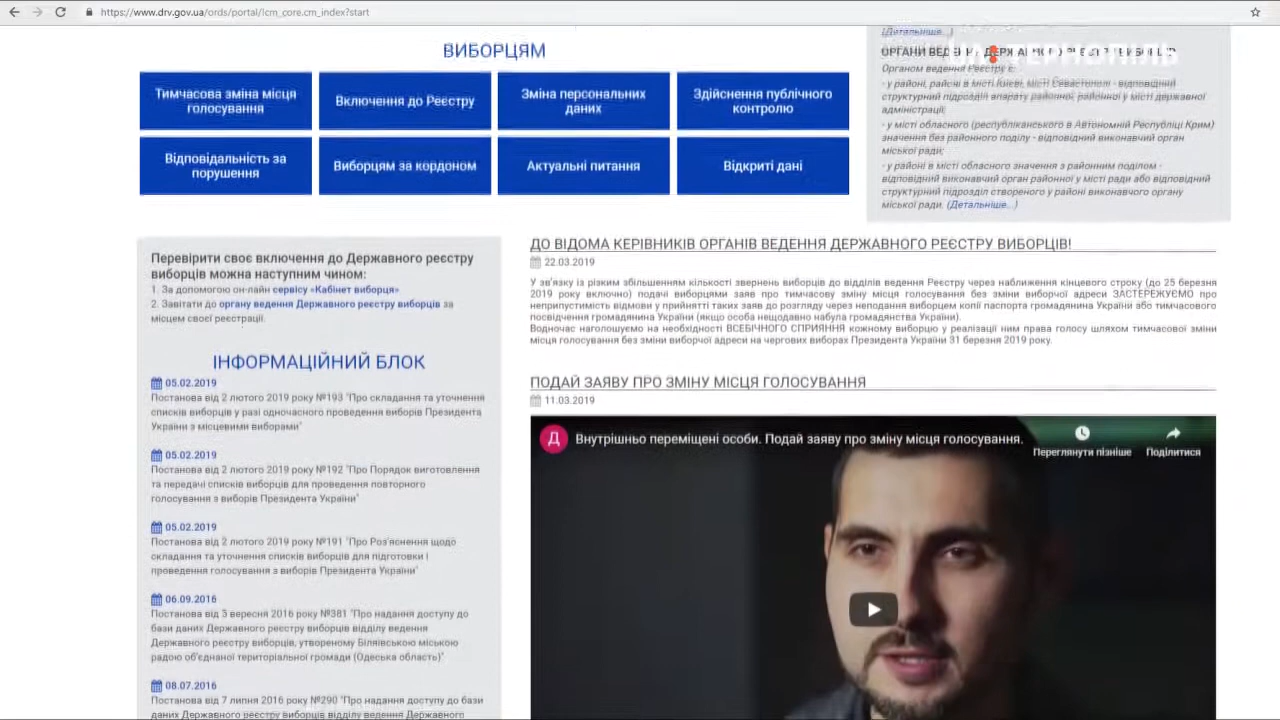 https://www.drv.gov.ua/ords/portal/!cm_core.cm_index?start
ВИБОРЦЯМ
Тимчасова зміна місця
голосування
Включення до Реєстру
Зміна персональних
даних
Здійснення публічного
контролю
Відповідальність за
порушення
Виборцям за кордоном
Актуальні питання
Відкриті дані
(Детальніше...)
ОРГАНИ ВЕДЕННЯ ДЕРЖАВНОГО РЕЄСТРУ ВИБОРЦІВ
Органом ведення Реєстру є:
- у районі, районі в місті Києві, місті Севастополі - відповідний
структурний підрозділ апарату районної, районної у місті державної
адміністрації;
- у місті обласного (республіканського в Автономній Республіці Крим)
значення без районного поділу - відповідний виконавчий орган
міської ради;
- у районі в місті обласного значення з районним поділом -
відповідний виконавчий орган районної у місті ради або відповідний
структурний підрозділ створеного у районі виконавчого органу
міської ради. (Детальніше...)
ТЕРНОПІЛЬ
Перевірити своє включення до Державного реєстру
виборців можна наступним чином:
1. За допомогою он-лайн сервісу «Кабінет виборця»
2. Завітати до органу ведення Державного реєстру виборців за
місцем своєї реєстрації.
ІНФОРМАЦІЙНИЙ БЛОК
05.02.2019
Постанова від 2 лютого 2019 року №193 "Про складання та уточнення
списків виборців у разі одночасного проведення виборів Президента
України з місцевими виборами"
05.02.2019
Постанова від 2 лютого 2019 року №192 "Про Порядок виготовлення
та передачі списків виборців для проведення повторного
голосування з виборів Президента України"
05.02.2019
Постанова від 2 лютого 2019 року №191 "Про Роз'яснення щодо
складання та уточнення списків виборців для підготовки і
проведення голосування з виборів Президента України"
06.09.2016
Постанова від 3 вересня 2016 року №381 "Про надання доступу до
бази даних Державного реєстру виборців відділу ведення
Державного реєстру виборців, утвореному Біляївською міською
радою об'єднаної територіальної громади (Одеська область)"
08.07.2016
Постанова від 7 липня 2016 року №290 "Про надання доступу до бази
даних Державного реєстру виборців відділу ведення Державного
ДО ВІДОМА КЕРІВНИКІВ ОРГАНІВ ВЕДЕННЯ ДЕРЖАВНОГО РЕЄСТРУ ВИБОРЦІВ!
22.03.2019
У зв'язку із різким збільшенням кількості звернень виборців до відділів ведення Реєстру через наближення кінцевого строку (до 25 березня
2019 року включно) подачі виборцями заяв про тимчасову зміну місця голосування без зміни виборчої адреси ЗАСТЕРЕЖУЄМО про
неприпустимість відмови у прийнятті таких заяв до розгляду через неподання виборцем копії паспорта громадянина України або тимчасового
посвідчення громадянина України (якщо особа нещодавно набула громадянства України).
Водночас наголошуємо на необхідності ВСЕБІЧНОГО СПРИЯННЯ кожному виборцю у реалізації ним права голосу шляхом тимчасової зміни
місця голосування без зміни виборчої адреси на чергових виборах Президента України 31 березня 2019 року.
ПОДАЙ ЗАЯВУ ПРО ЗМІНУ МІСЦЯ ГОЛОСУВАННЯ
11.03.2019
Д
Внутрішньо переміщені особи. Подай заяву про зміну місця голосування.
Переглянути пізніше
Поділитися